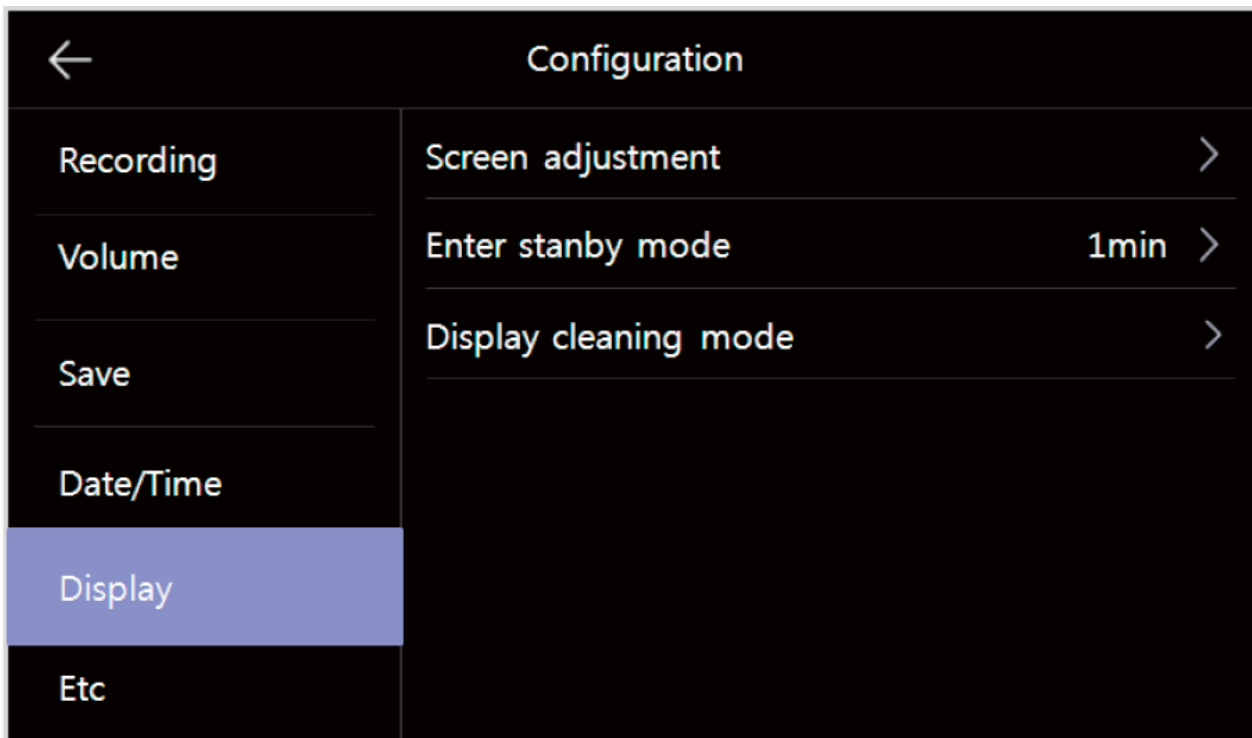 Configuration
Recording
Volume
Save
Date/Time
Display
Etc
Screen adjustment
Enter stanby mode 1min
Display cleaning mode